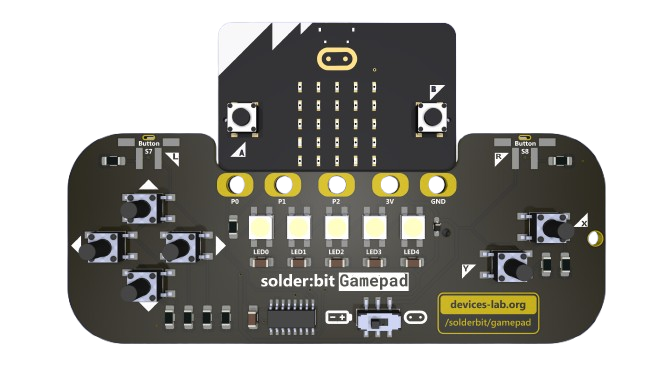 B
A
Button
S7
L
Button
S8
R
P0
P1
P2
3V
GND
X
Y
LED0
LED1
LED2
LED3
LED4
solder:bit Gamepad
devices-lab.org
/solderbit/gamepad